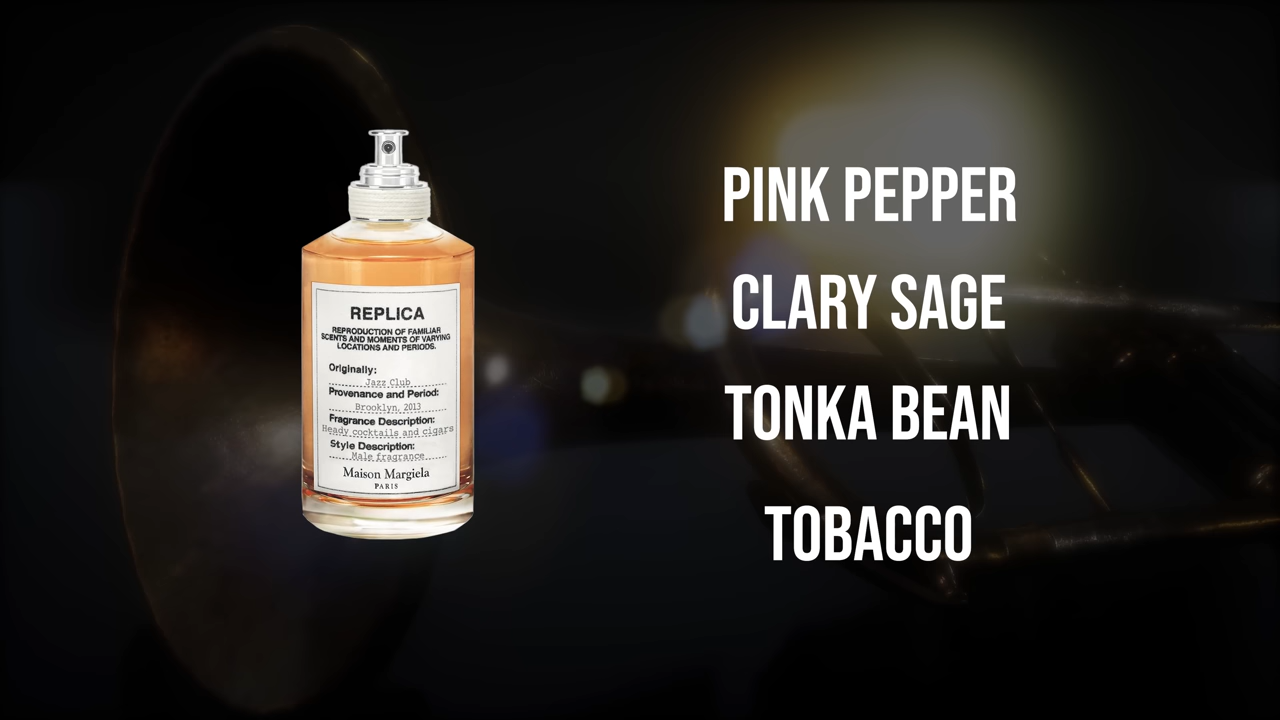 REPLICA
REPRODUCTION OF FAMILIAR
SCENTS AND MOMENTS OF VARYING
LOCATIONS AND PERIODS.
Originally:
Jazz Club
Provenance and Period:
Brooklyn, 2013
Fragrance Description:
Heady cocktails and cigars
Style Description:
Male fragrance
Maison Margiela
PARIS
PINK PEPPER
CLARY SAGE
TONKA BEAN
TOBACCO